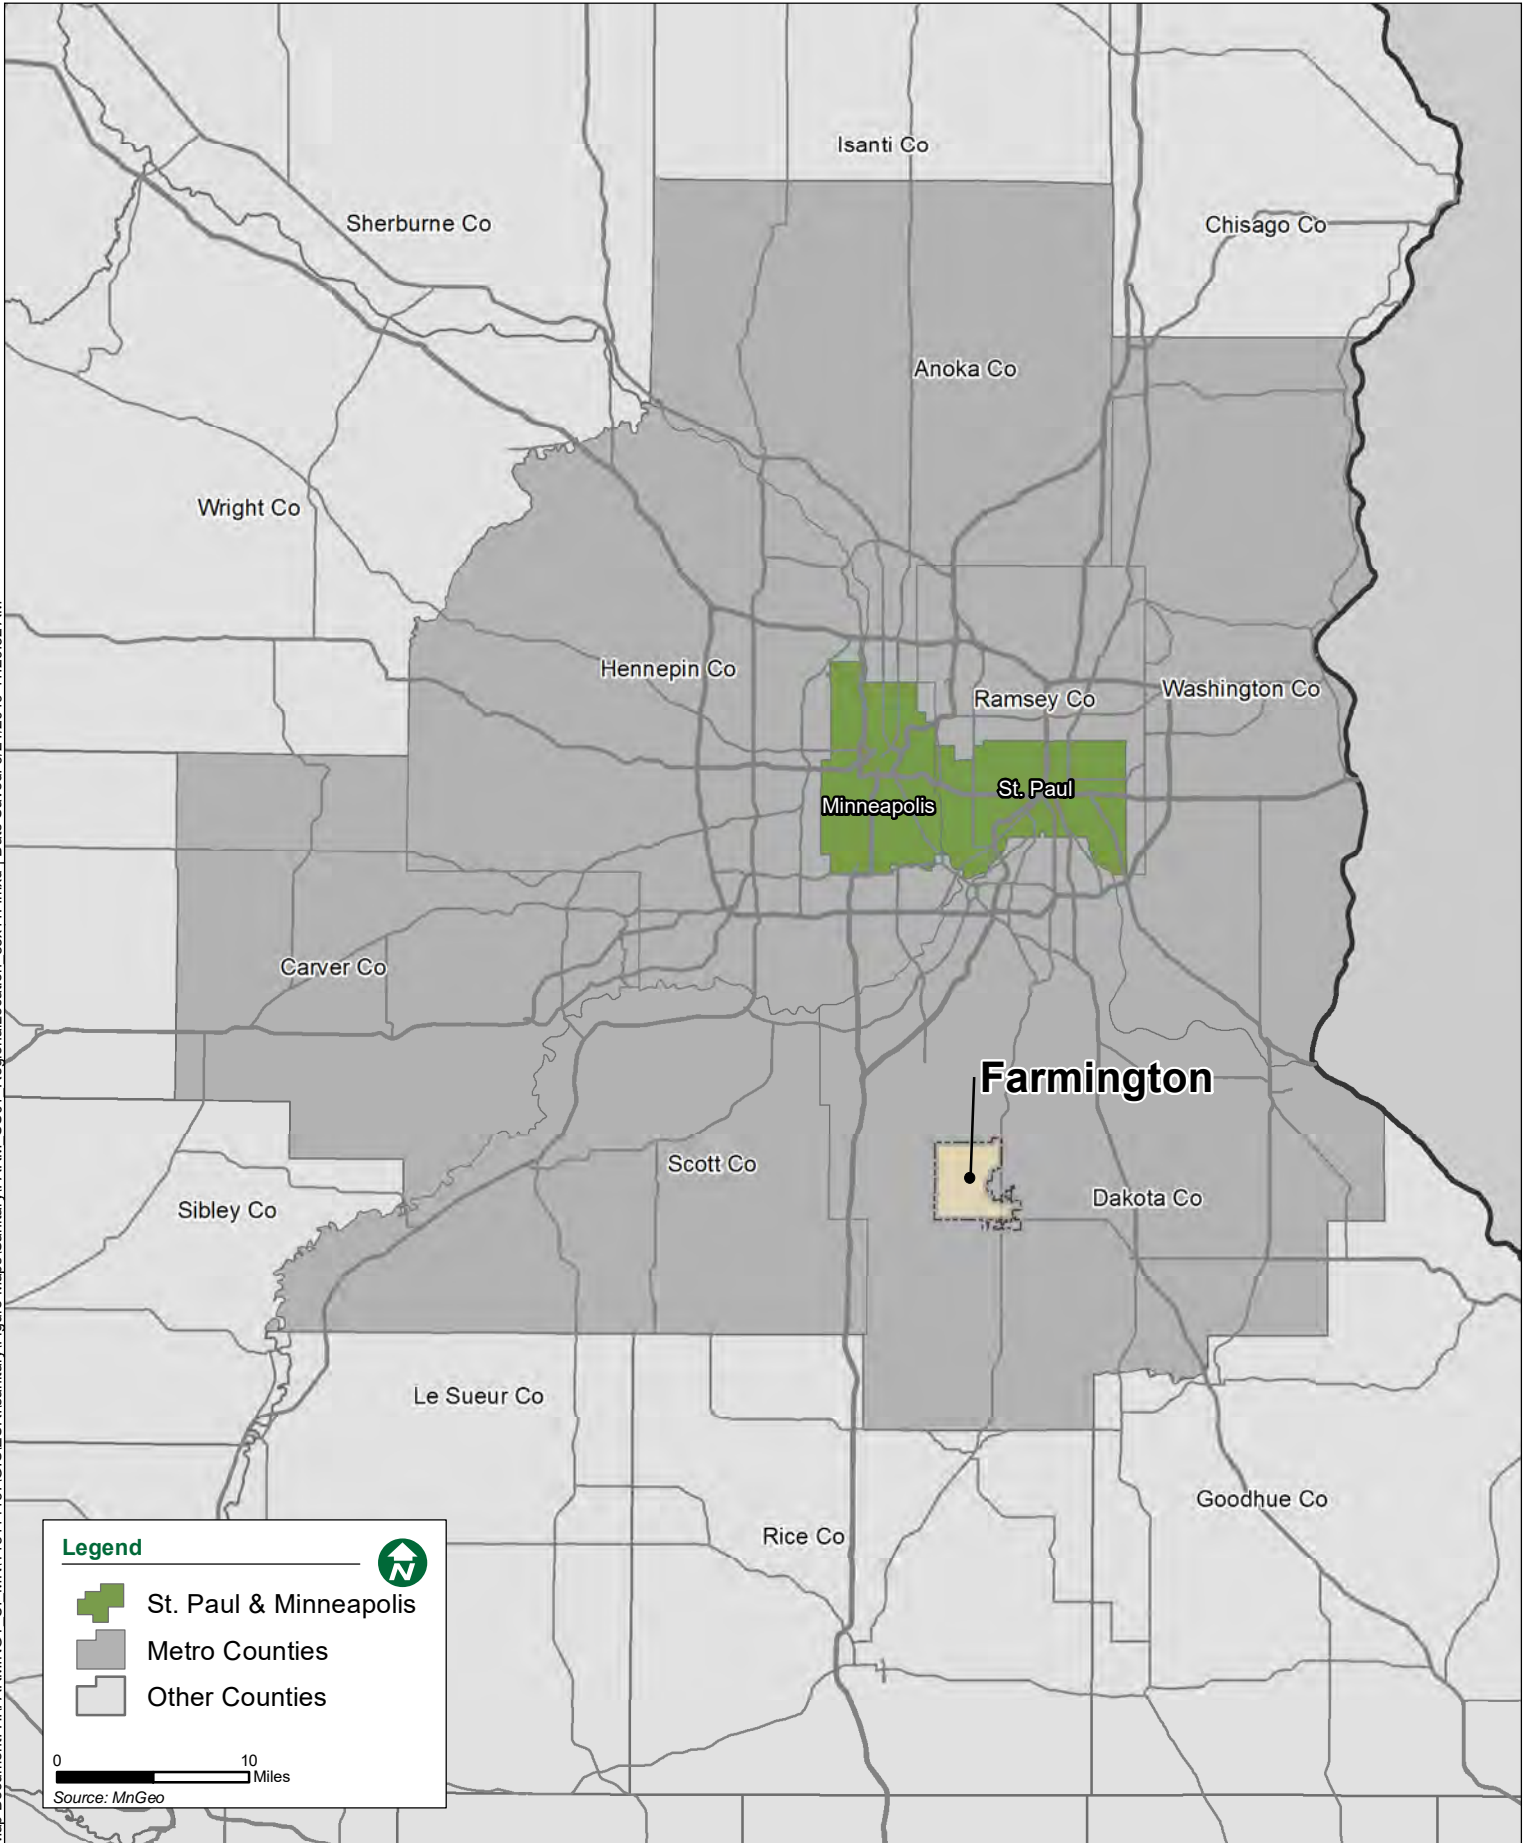 Isanti Co
Sherburne Co
Chisago Co
Anoka Co
Wright Co
Hennepin Co
Ramsey Co
Washington Co
St. Paul
Minneapolis
Carver Co
Farmington
Scott Co
Dakota Co
Sibley Co
Le Sueur Co
Goodhue Co
Rice Co
Legend
N
St. Paul & Minneapolis
Metro Counties
Other Counties
0 10
Miles
Source: MnGeo